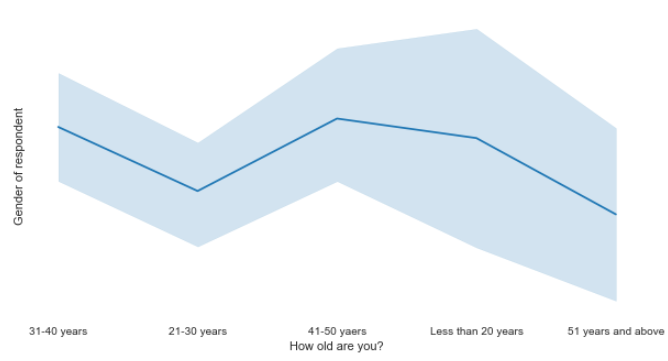 Gender of respondent
31-40 years 21-30 years 41-50 yaers Less than 20 years 51 years and above
How old are you?